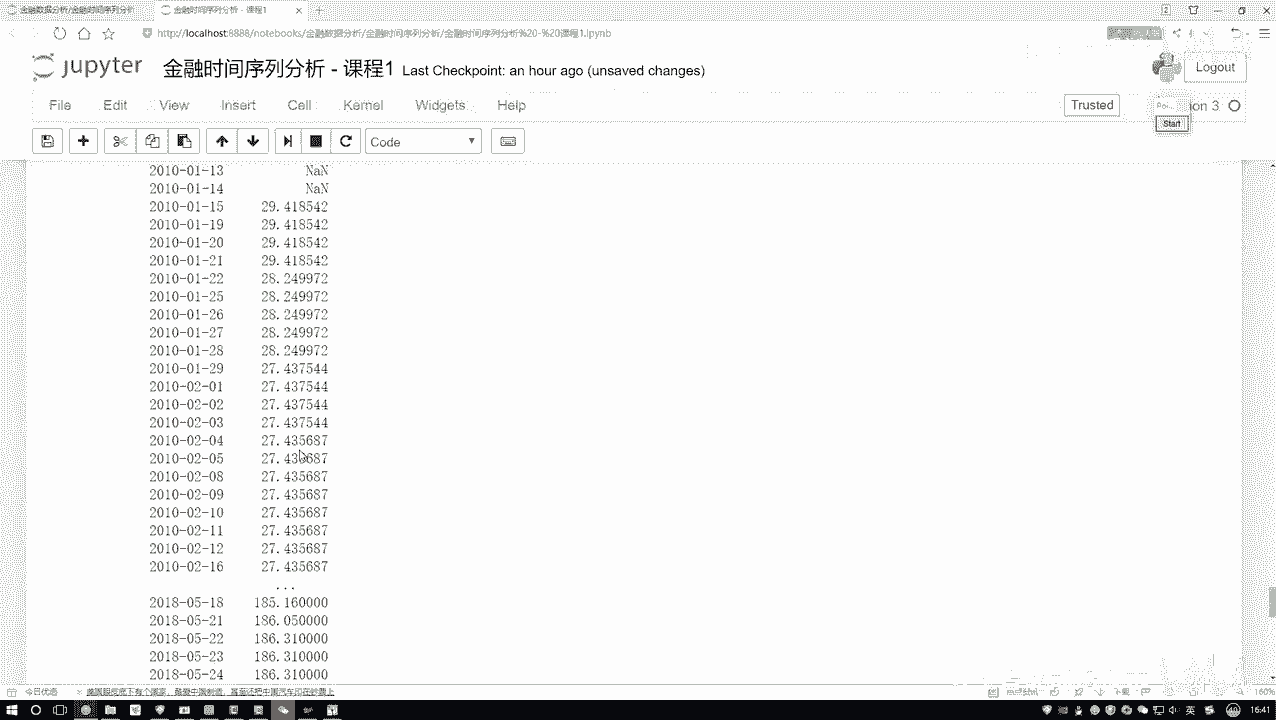 金融数据分析/金融时间序列分析
金融时间序列分析 - 课程1
http://localhost:8888/notebooks/金融数据分析/金融时间序列分析/金融时间序列分析%20-%20课程1.ipynb
jupyter 金融时间序列分析 - 课程1 Last Checkpoint: an hour ago (unsaved changes)
Logout
File Edit View Insert Cell Kernel Widgets Help
Trusted
on 3
Start
Code
2010-01-13 NaN
2010-01-14 NaN
2010-01-15 29.418542
2010-01-19 29.418542
2010-01-20 29.418542
2010-01-21 29.418542
2010-01-22 28.249972
2010-01-25 28.249972
2010-01-26 28.249972
2010-01-27 28.249972
2010-01-28 28.249972
2010-01-29 27.437544
2010-02-01 27.437544
2010-02-02 27.437544
2010-02-03 27.437544
2010-02-04 27.435687
2010-02-05 27.435687
2010-02-08 27.435687
2010-02-09 27.435687
2010-02-10 27.435687
2010-02-11 27.435687
2010-02-12 27.435687
2010-02-16 27.435687
...
2018-05-18 185.160000
2018-05-21 186.050000
2018-05-22 186.310000
2018-05-23 186.310000
2018-05-24 186.310000
今日优选
下载
160%
英
16:41